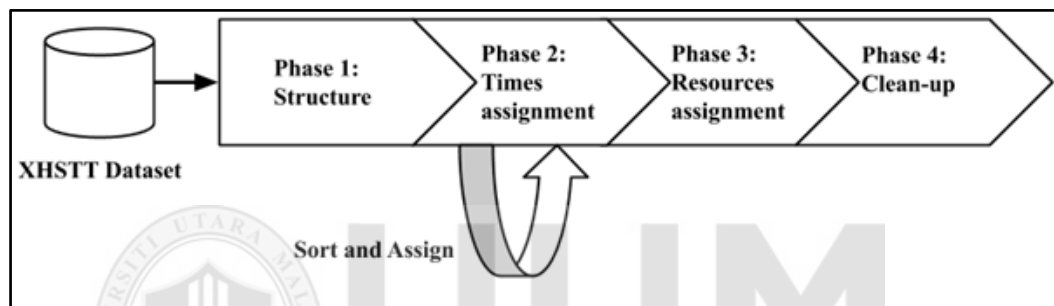 Phase 1:
Structure
Phase 2:
Times
assignment
Phase 3:
Resources
assignment
Phase 4:
Clean-up
XHSTT Dataset
Sort and Assign
UTARA
UUM